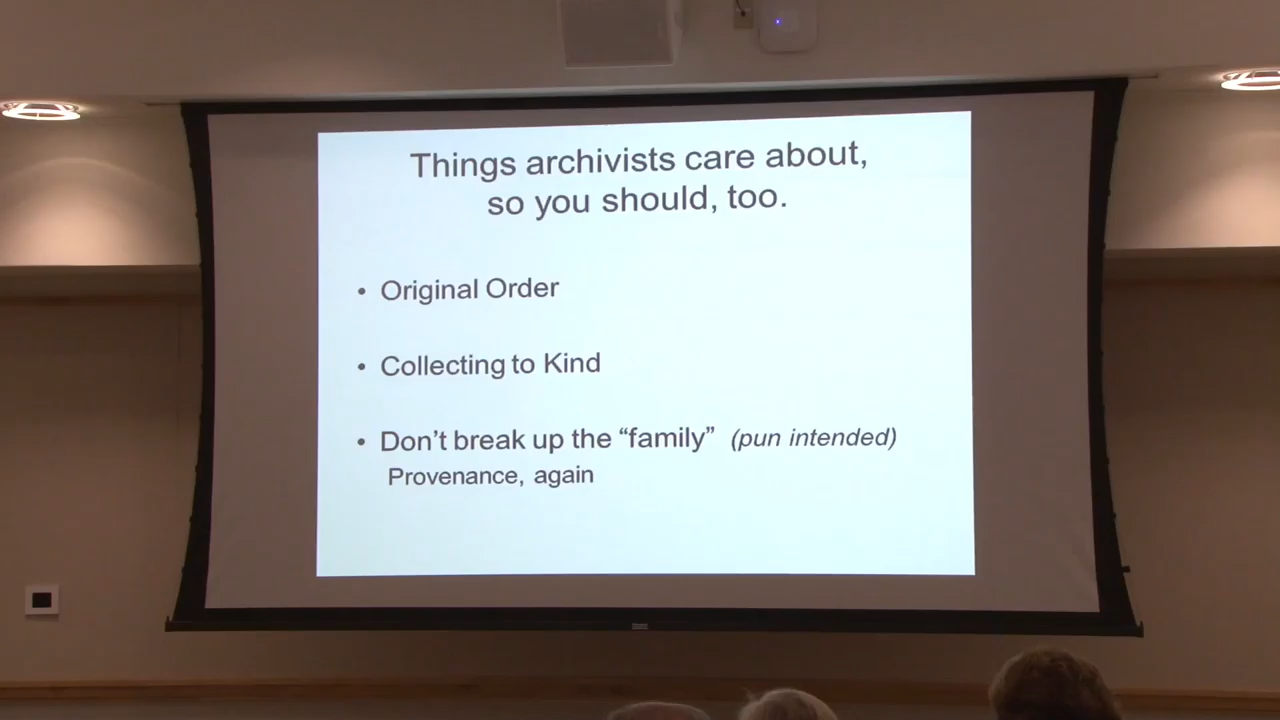 Things archivists care about,
so you should, too.
• Original Order
• Collecting to Kind
• Don’t break up the “family” (pun intended)
Provenance, again